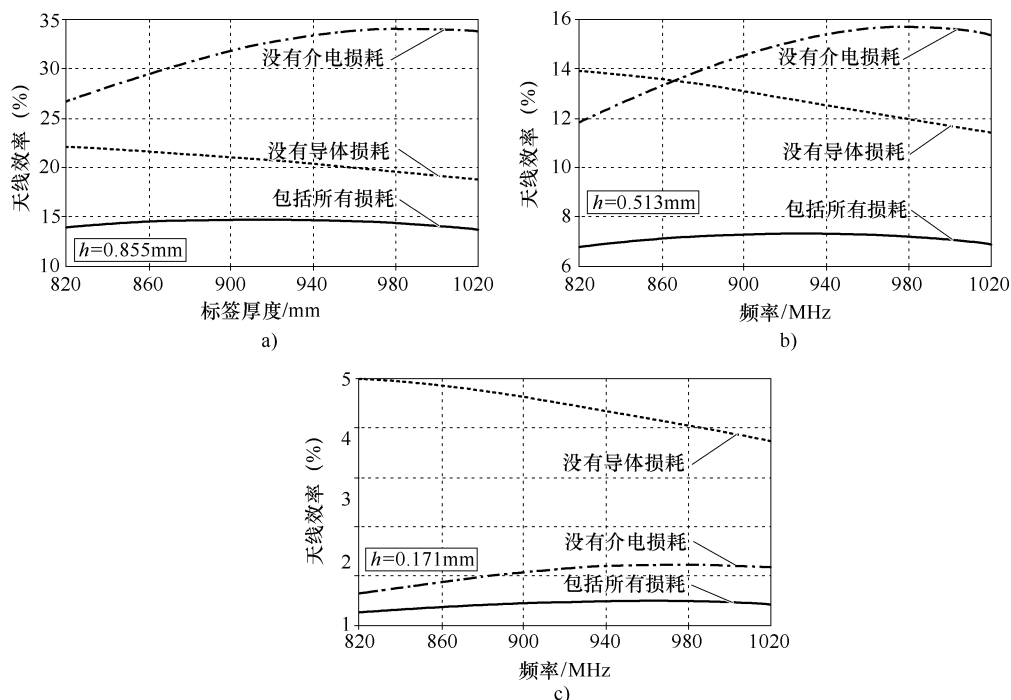 35
30
25
20
15
10
天线效率 (%)
没有介电损耗
没有导体损耗
包括所有损耗
h=0.855mm
820 860 900 940 980 1020
标签厚度/mm
a)
16
14
12
10
8
6
天线效率 (%)
没有介电损耗
没有导体损耗
包括所有损耗
h=0.513mm
820 860 900 940 980 1020
频率/MHz
b)
5
4
3
2
1
天线效率 (%)
没有导体损耗
没有介电损耗
包括所有损耗
h=0.171mm
820 860 900 940 980 1020
频率/MHz
c)